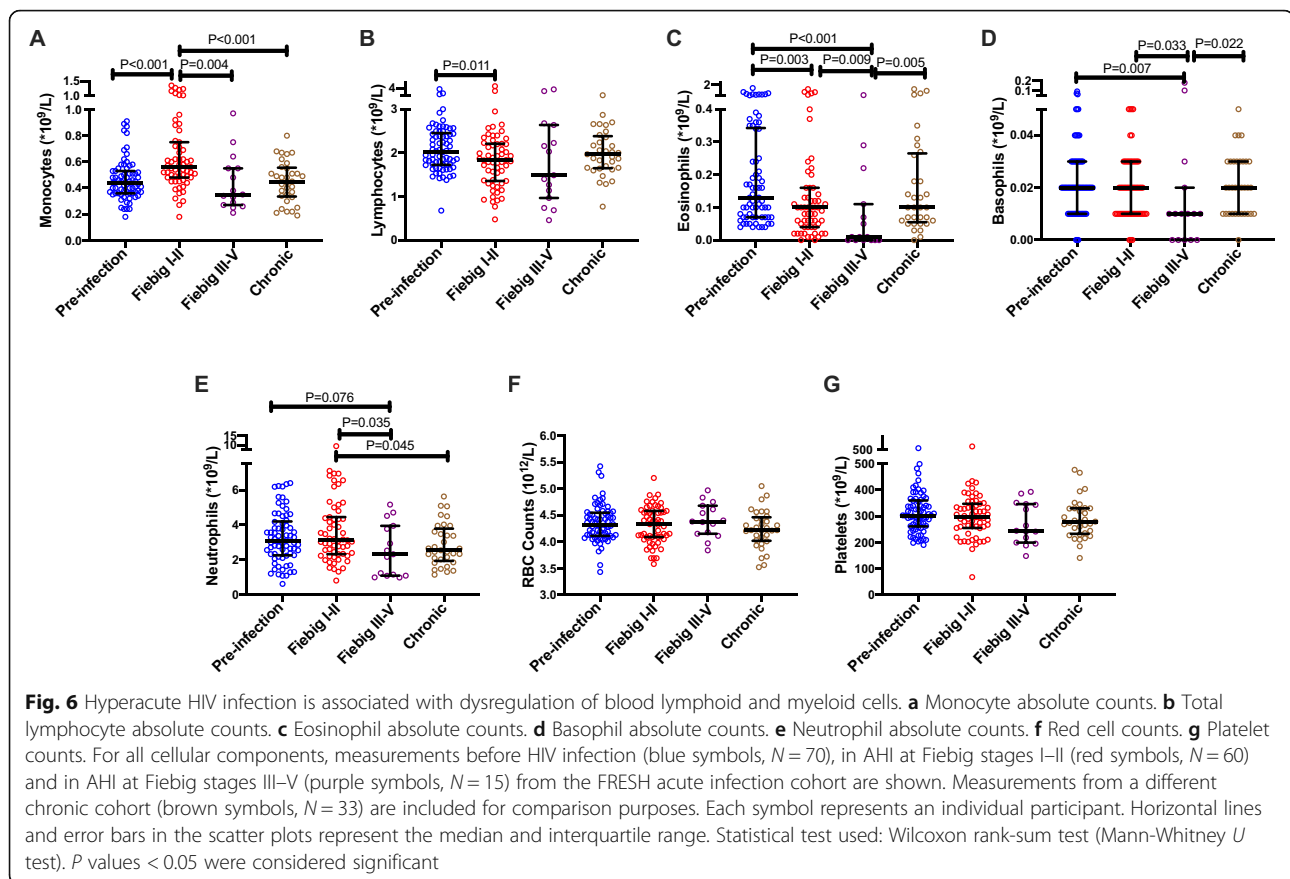 A
P<0.001
P<0.001
P=0.004
Monocytes (*10⁹/L)
1.5
1.0
1.0
0.8
0.6
0.4
0.2
0.0
Pre-infection
Fiebig I-II
Fiebig III-V
Chronic
B
P=0.011
Lymphocytes (*10⁹/L)
4
3
2
1
0
Pre-infection
Fiebig I-II
Fiebig III-V
Chronic
C
P<0.001
P=0.003
P=0.009
P=0.005
Eosinophils (*10⁹/L)
2
0.4
0.3
0.2
0.1
0.0
Pre-infection
Fiebig I-II
Fiebig III-V
Chronic
D
P=0.033
P=0.022
P=0.007
Basophils (*10⁹/L)
0.2
0.1
0.04
0.02
0.00
Pre-infection
Fiebig I-II
Fiebig III-V
Chronic
E
P=0.076
P=0.035
P=0.045
Neutrophils (*10⁹/L)
15
10
6
4
2
0
Pre-infection
Fiebig I-II
Fiebig III-V
Chronic
F
RBC Counts (10¹²/L)
6.0
5.5
5.0
4.5
4.0
3.5
3.0
Pre-infection
Fiebig I-II
Fiebig III-V
Chronic
G
Platelets (*10⁹/L)
500
400
300
200
100
0
Pre-infection
Fiebig I-II
Fiebig III-V
Chronic
Fig. 6 Hyperacute HIV infection is associated with dysregulation of blood lymphoid and myeloid cells. a Monocyte absolute counts. b Total
lymphocyte absolute counts. c Eosinophil absolute counts. d Basophil absolute counts. e Neutrophil absolute counts. f Red cell counts. g Platelet
counts. For all cellular components, measurements before HIV infection (blue symbols, N = 70), in AHI at Fiebig stages I–II (red symbols, N = 60)
and in AHI at Fiebig stages III–V (purple symbols, N = 15) from the FRESH acute infection cohort are shown. Measurements from a different
chronic cohort (brown symbols, N = 33) are included for comparison purposes. Each symbol represents an individual participant. Horizontal lines
and error bars in the scatter plots represent the median and interquartile range. Statistical test used: Wilcoxon rank-sum test (Mann-Whitney U
test). P values < 0.05 were considered significant